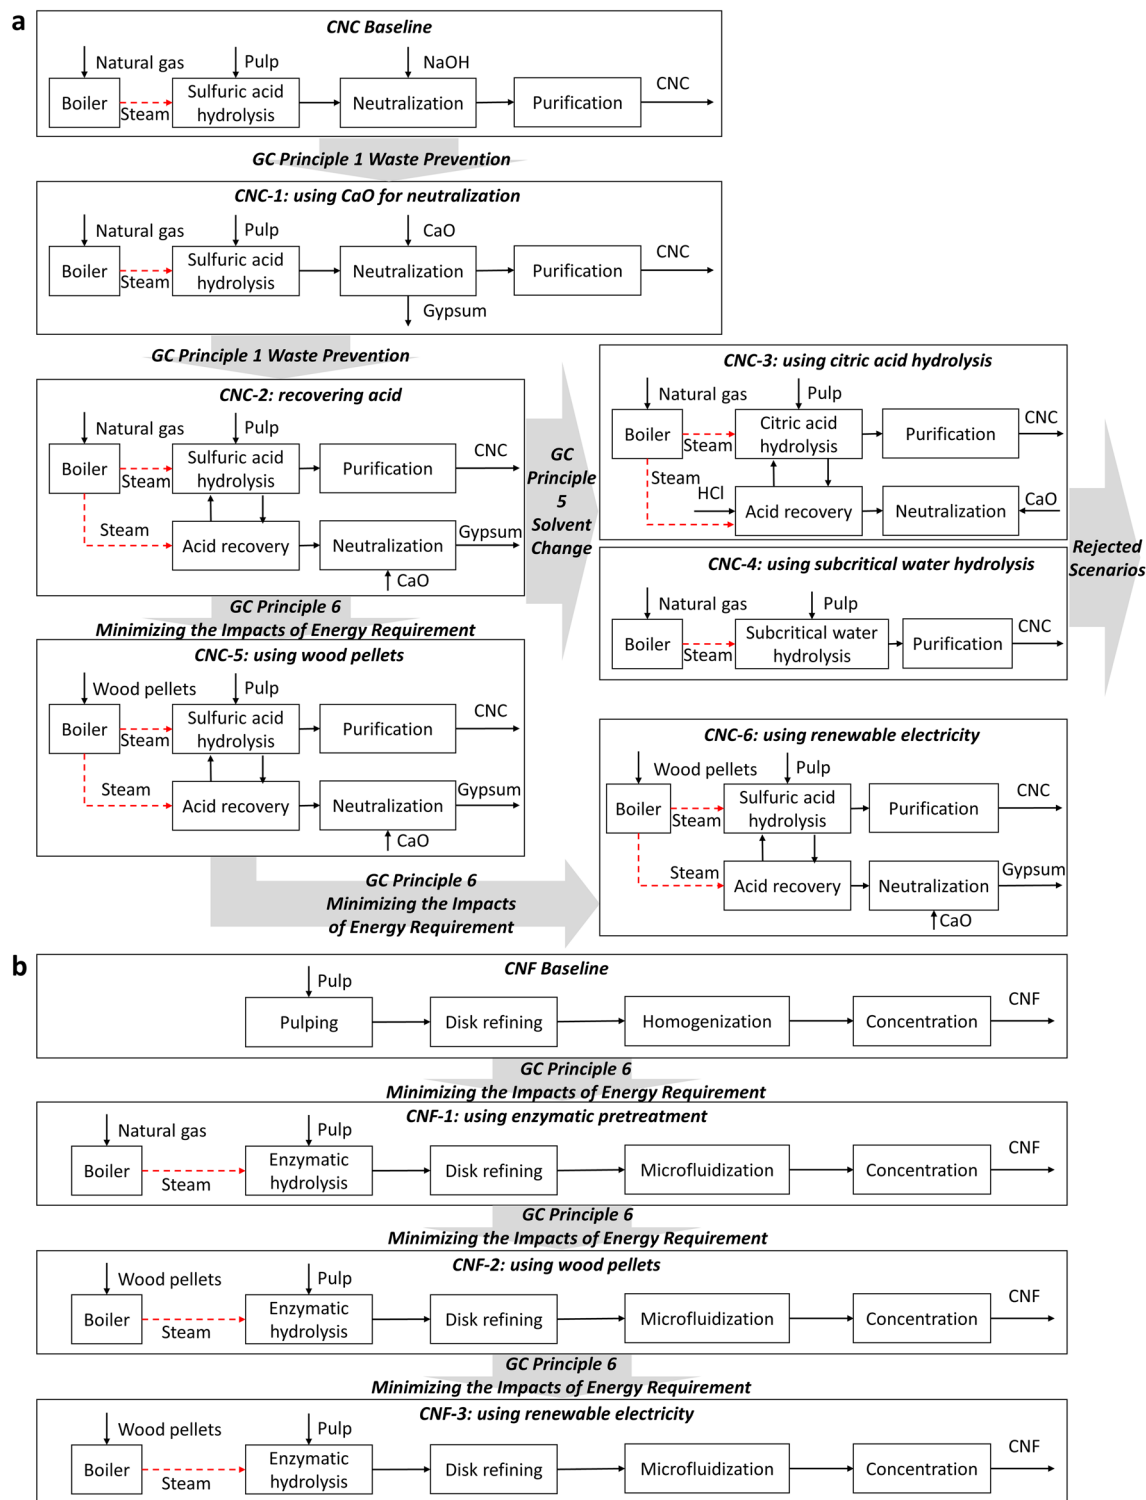 a
CNC Baseline
Natural gas
Pulp
NaOH
Boiler
Steam
Sulfuric acid
hydrolysis
Neutralization
Purification
CNC
GC Principle 1 Waste Prevention
CNC-1: using CaO for neutralization
Natural gas
Pulp
CaO
Boiler
Steam
Sulfuric acid
hydrolysis
Neutralization
Purification
CNC
Gypsum
GC Principle 1 Waste Prevention
CNC-2: recovering acid
Natural gas
Pulp
Boiler
Steam
Sulfuric acid
hydrolysis
Purification
CNC
Steam
Acid recovery
Neutralization
Gypsum
CaO
GC
Principle
5
Solvent
Change
CNC-3: using citric acid hydrolysis
Natural gas
Pulp
Boiler
Steam
Citric acid
hydrolysis
Purification
CNC
Steam
HCl
Acid recovery
Neutralization
CaO
CNC-4: using subcritical water hydrolysis
Natural gas
Pulp
Boiler
Steam
Subcritical water
hydrolysis
Purification
CNC
Rejected
Scenarios
GC Principle 6
Minimizing the Impacts of Energy Requirement
CNC-5: using wood pellets
Wood pellets
Pulp
Boiler
Steam
Sulfuric acid
hydrolysis
Purification
CNC
Steam
Acid recovery
Neutralization
Gypsum
CaO
GC Principle 6
Minimizing the Impacts
of Energy Requirement
CNC-6: using renewable electricity
Wood pellets
Pulp
Boiler
Steam
Sulfuric acid
hydrolysis
Purification
CNC
Steam
Acid recovery
Neutralization
Gypsum
CaO
b
CNF Baseline
Pulp
Pulping
Disk refining
Homogenization
Concentration
CNF
GC Principle 6
Minimizing the Impacts of Energy Requirement
CNF-1: using enzymatic pretreatment
Natural gas
Pulp
Boiler
Steam
Enzymatic
hydrolysis
Disk refining
Microfluidization
Concentration
CNF
GC Principle 6
Minimizing the Impacts of Energy Requirement
CNF-2: using wood pellets
Wood pellets
Pulp
Boiler
Steam
Enzymatic
hydrolysis
Disk refining
Microfluidization
Concentration
CNF
GC Principle 6
Minimizing the Impacts of Energy Requirement
CNF-3: using renewable electricity
Wood pellets
Pulp
Boiler
Steam
Enzymatic
hydrolysis
Disk refining
Microfluidization
Concentration
CNF